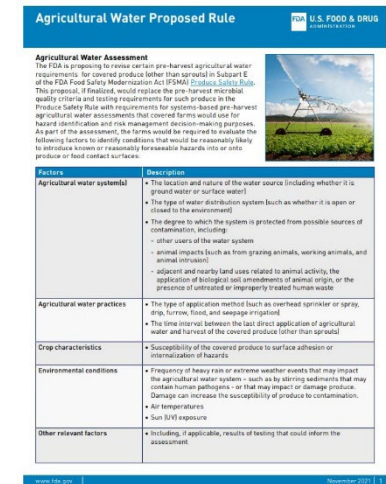 Agricultural Water Proposed Rule
FDA U.S. FOOD & DRUG
ADMINISTRATION
Agricultural Water Assessment
The FDA is proposing to revise certain pre-harvest agricultural water
requirements for covered produce (other than sprouts) in Subpart E
of the FDA Food Safety Modernization Act (FSMA) Produce Safety Rule.
This proposal, if finalized, would replace the pre-harvest microbial
quality criteria and testing requirements for such produce in the
Produce Safety Rule with requirements for systems-based pre-harvest
agricultural water assessments that covered farms would use for
hazard identification and risk management decision-making purposes.
As part of the assessment, the farms would be required to evaluate the
following factors to identify conditions that would be reasonably likely
to introduce known or reasonably foreseeable hazards into or onto
produce or food contact surfaces:
Factors Description
Agricultural water system(s) • The location and nature of the water source (including whether it is
ground water or surface water)
• The type of water distribution system (such as whether it is open or
closed to the environment)
• The degree to which the system is protected from possible sources of
contamination, including:
- other users of the water system
- animal impacts (such as from grazing animals, working animals, and
animal intrusion)
- adjacent and nearby land uses related to animal activity, the
application of biological soil amendments of animal origin, or the
presence of untreated or improperly treated human waste
Agricultural water practices • The type of application method (such as overhead sprinkler or spray,
drip, furrow, flood, and seepage irrigation)
• The time interval between the last direct application of agricultural
water and harvest of the covered produce (other than sprouts)
Crop characteristics • Susceptibility of the covered produce to surface adhesion or
internalization of hazards
Environmental conditions • Frequency of heavy rain or extreme weather events that may impact
the agricultural water system – such as by stirring sediments that may
contain human pathogens - or that may impact or damage produce.
Damage can increase the susceptibility of produce to contamination.
• Air temperatures
• Sun (UV) exposure
Other relevant factors • Including, if applicable, results of testing that could inform the
assessment
www.fda.gov November 2021 1